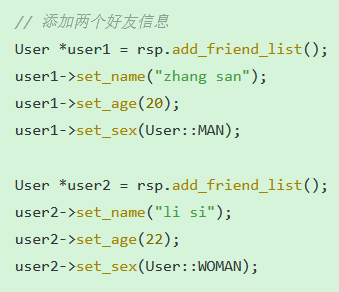 // 添加两个好友信息
User *user1 = rsp.add_friend_list();
user1->set_name("zhang san");
user1->set_age(20);
user1->set_sex(User::MAN);
User *user2 = rsp.add_friend_list();
user2->set_name("li si");
user2->set_age(22);
user2->set_sex(User::WOMAN);